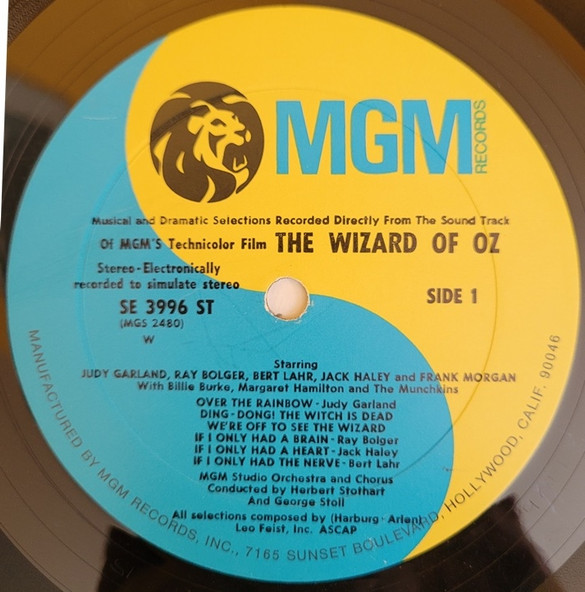 MGM
RECORDS
Musical and Dramatic Selections Recorded Directly From The Sound Track
Of MGM'S Technicolor Film THE WIZARD OF OZ
Stereo-Electronically
recorded to simulate stereo
SE 3996 ST
(MGS 2480)
W
SIDE 1
Starring
JUDY GARLAND, RAY BOLGER, BERT LAHR, JACK HALEY and FRANK MORGAN
With Billie Burke, Margaret Hamilton and The Munchkins
OVER THE RAINBOW-Judy Garland
DING-DONG! THE WITCH IS DEAD
WE'RE OFF TO SEE THE WIZARD
IF I ONLY HAD A BRAIN-Ray Bolger
IF I ONLY HAD A HEART-Jack Haley
IF I ONLY HAD THE NERVE-Bert Lahr
MGM Studio Orchestra and Chorus
Conducted by Herbert Stothart
And George Stoll
All selections composed by (Harburg-Arlen)
Leo Feist, Inc. ASCAP
MANUFACTURED BY MGM RECORDS, INC., 7165 SUNSET BOULEVARD, HOLLYWOOD, CALIF. 90046